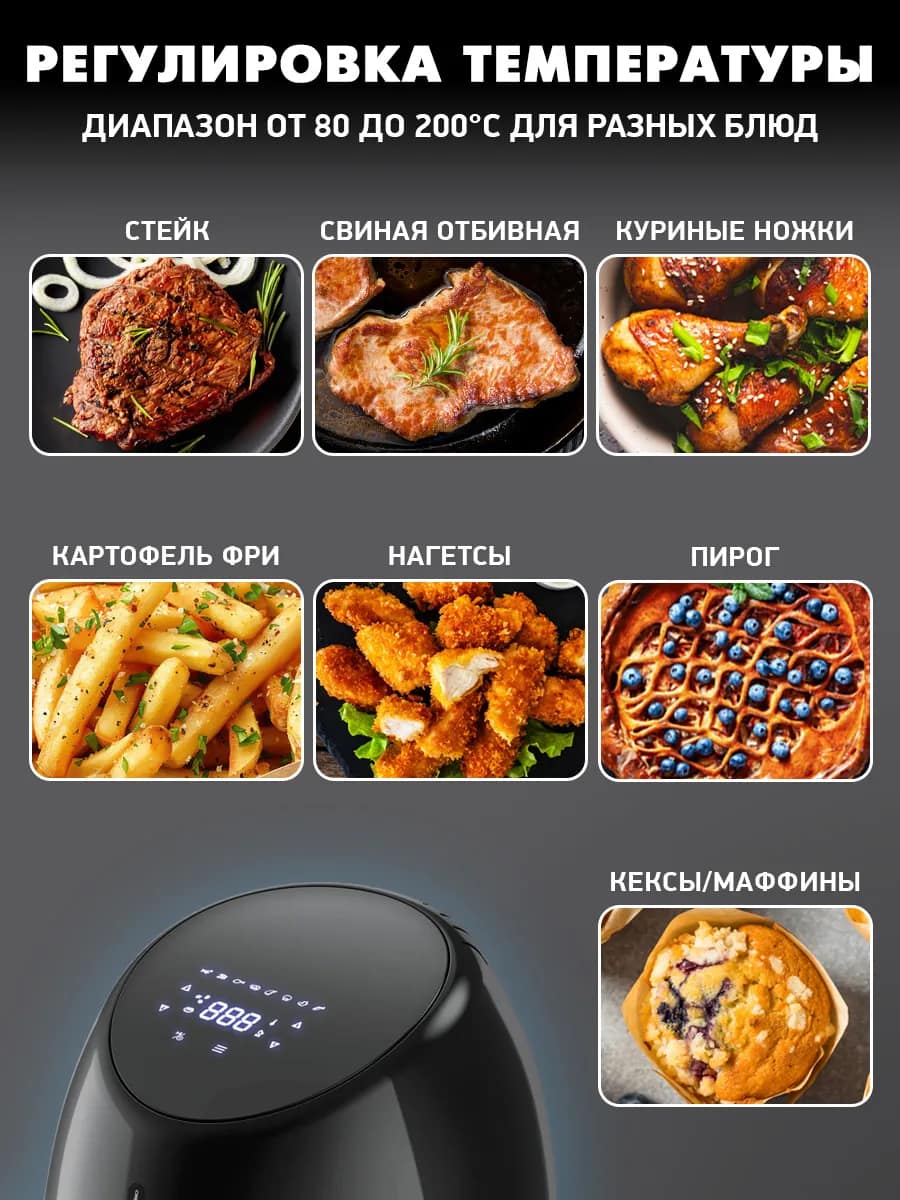 РЕГУЛИРОВКА ТЕМПЕРАТУРЫ
ДИАПАЗОН ОТ 80 ДО 200°С ДЛЯ РАЗНЫХ БЛЮД
СТЕЙК
СВИНАЯ ОТБИВНАЯ
КУРИНЫЕ НОЖКИ
КАРТОФЕЛЬ ФРИ
НАГЕТСЫ
ПИРОГ
КЕКСЫ/МАФФИНЫ
888